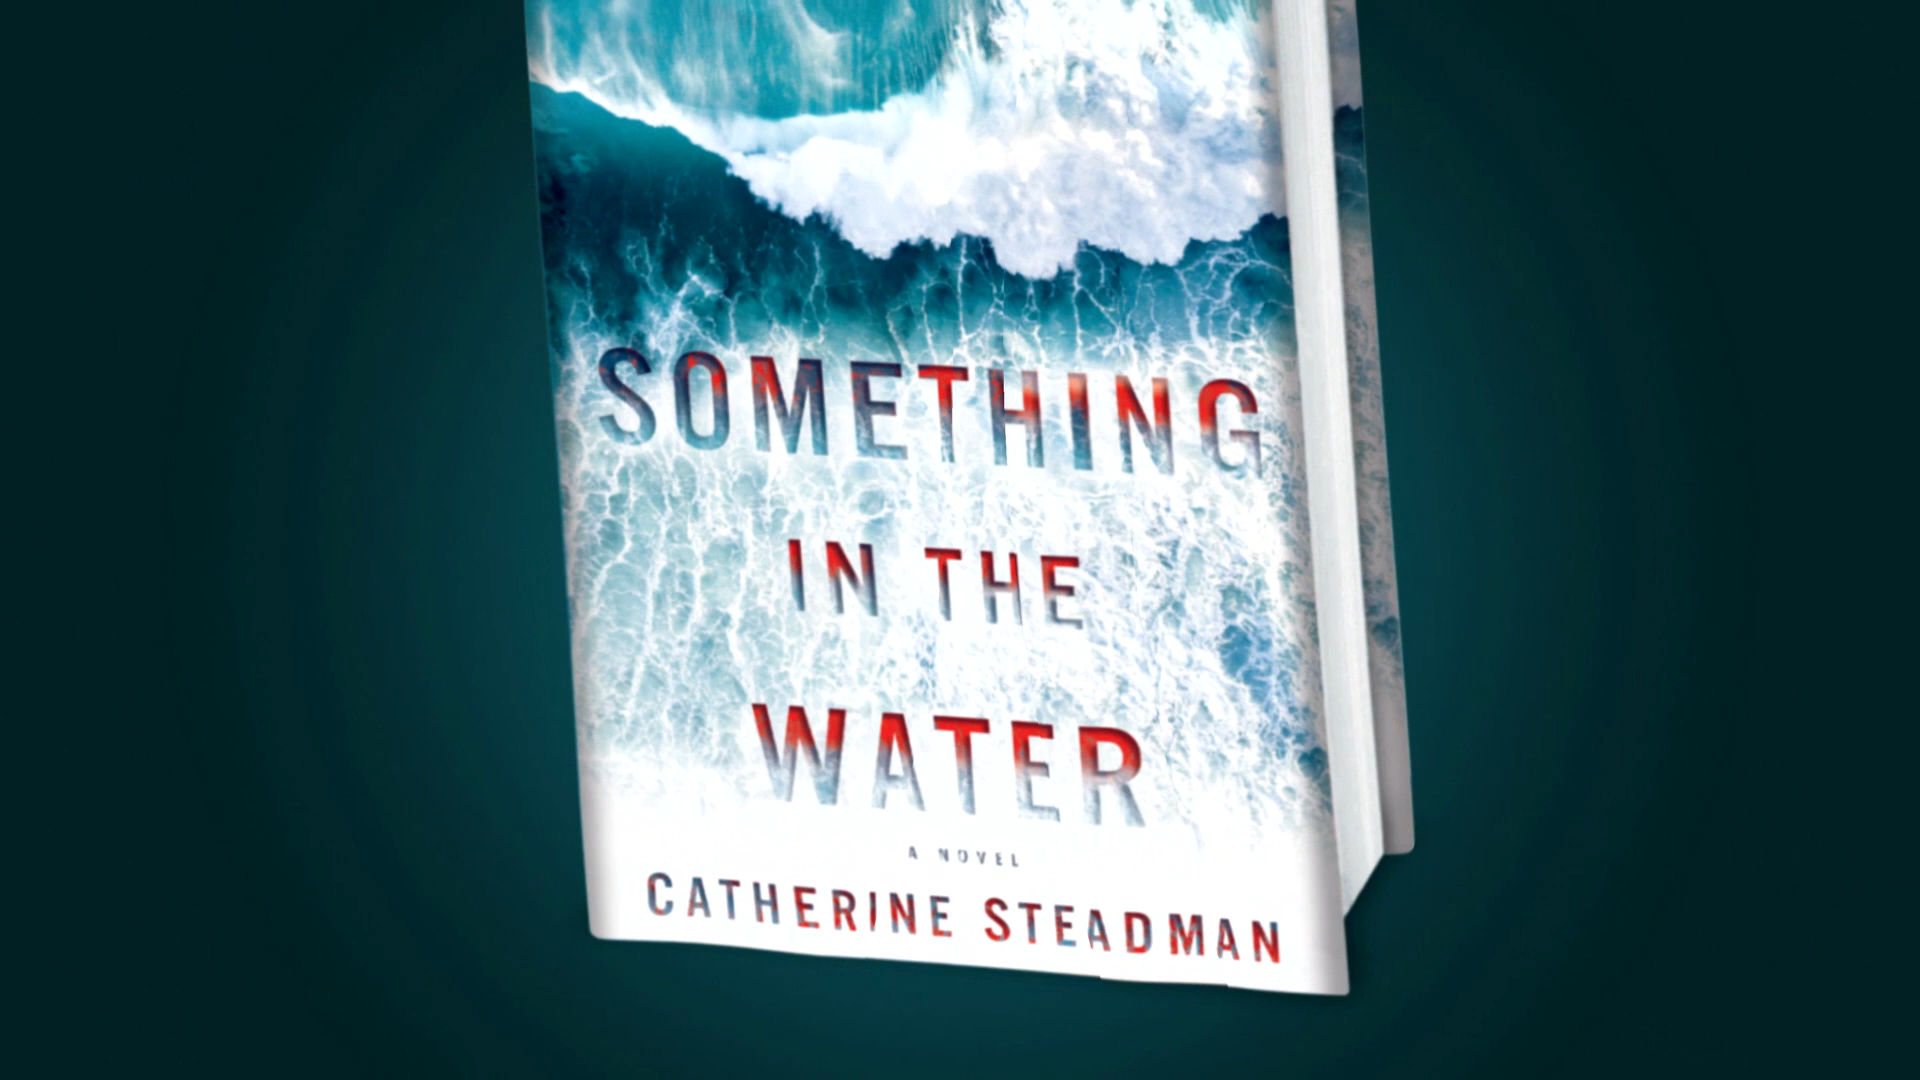 SOMETHING
IN THE
WATER
A NOVEL
CATHERINE STEADMAN